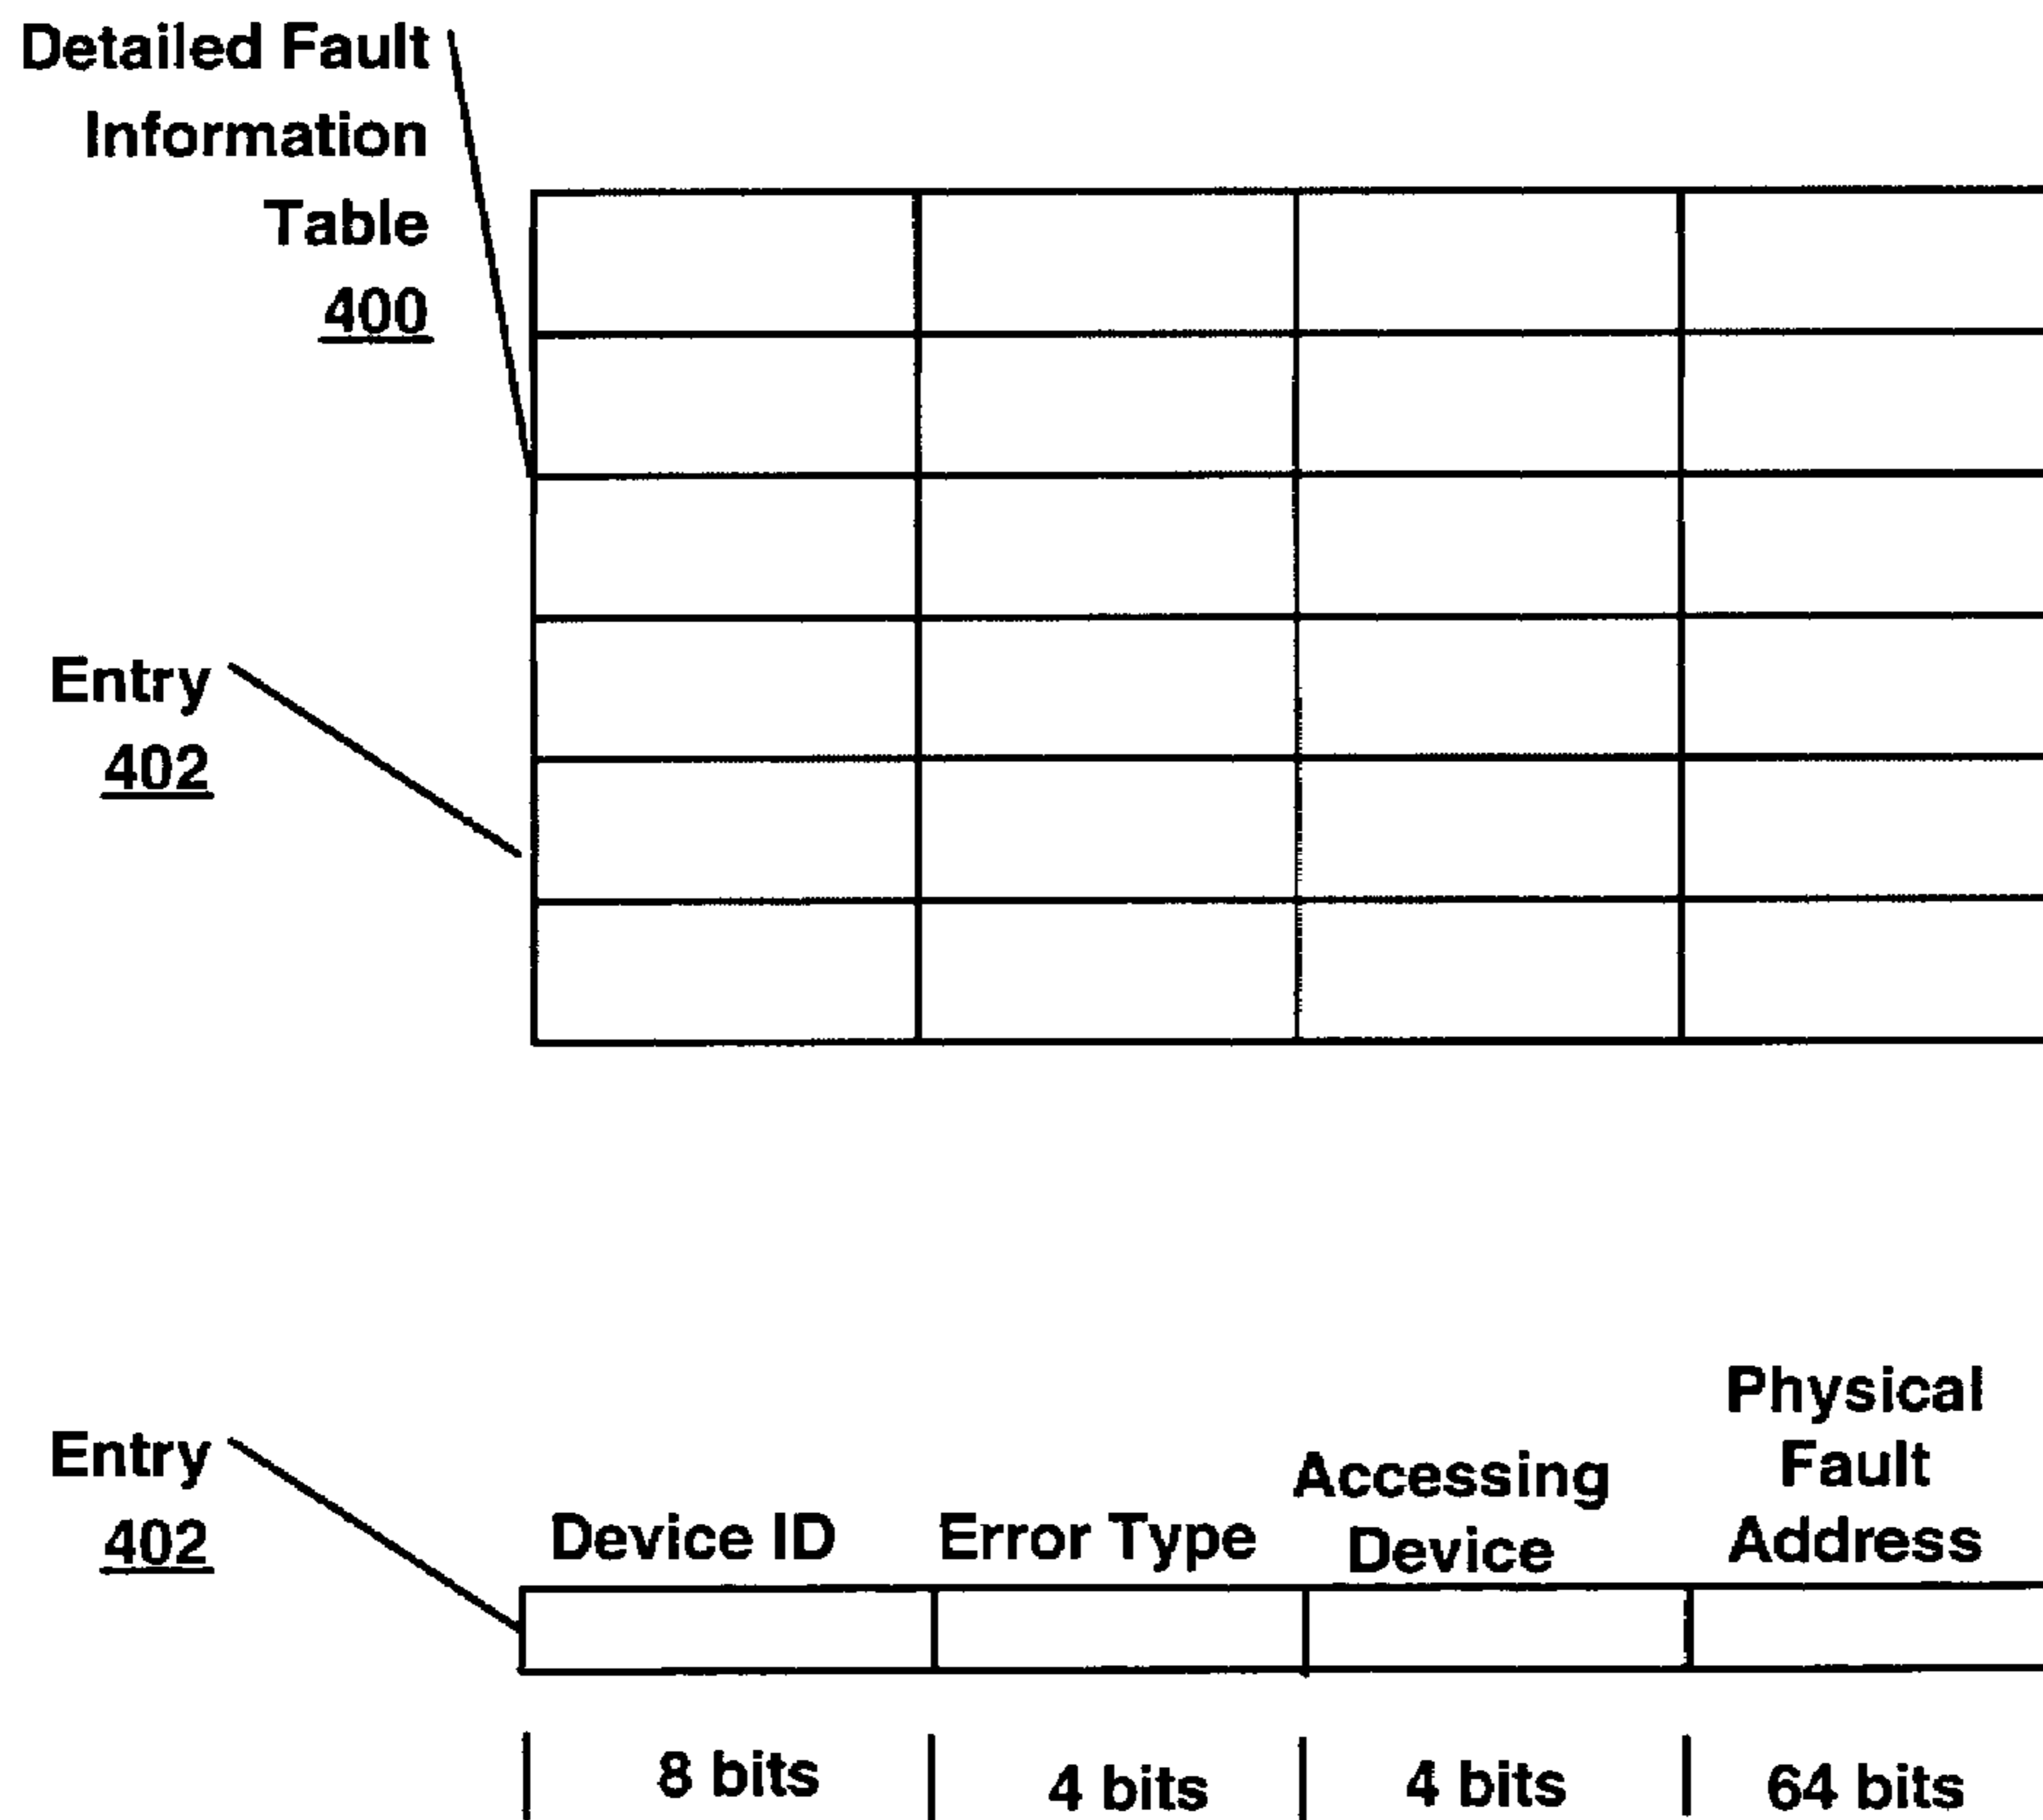 Detailed Fault
Information
Table
400
Entry
402
Entry
402
Device ID
Error Type
Accessing
Device
Physical
Fault
Address
8 bits
4 bits
4 bits
64 bits